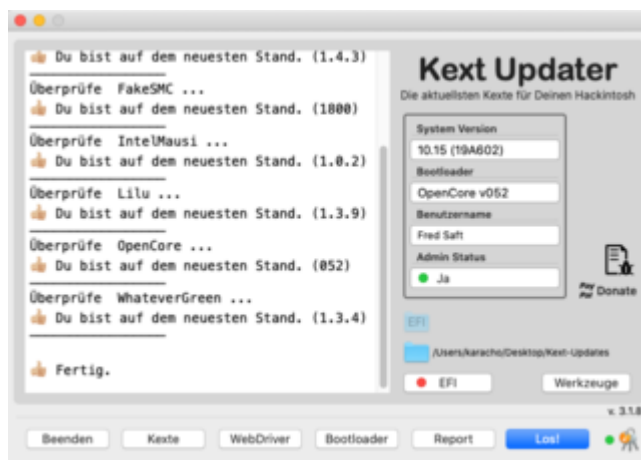 👍 Du bist auf dem neuesten Stand. (1.4.3)
Überprüfe FakeSMC ...
👍 Du bist auf dem neuesten Stand. (1800)
Überprüfe IntelMausi ...
👍 Du bist auf dem neuesten Stand. (1.0.2)
Überprüfe Lilu ...
👍 Du bist auf dem neuesten Stand. (1.3.9)
Überprüfe OpenCore ...
👍 Du bist auf dem neuesten Stand. (052)
Überprüfe WhateverGreen ...
👍 Du bist auf dem neuesten Stand. (1.3.4)
👍 Fertig.
Kext Updater
Die aktuellsten Kexte für Deinen Hackintosh
System Version
10.15 (19A602)
Bootloader
OpenCore v052
Benutzername
Fred Saft
Admin Status
Ja
Pay Pal Donate
EFI
/Users/karacho/Desktop/Kext-Updates
EFI
Werkzeuge
v. 3.1.8
Beenden
Kexte
WebDriver
Bootloader
Report
Los!